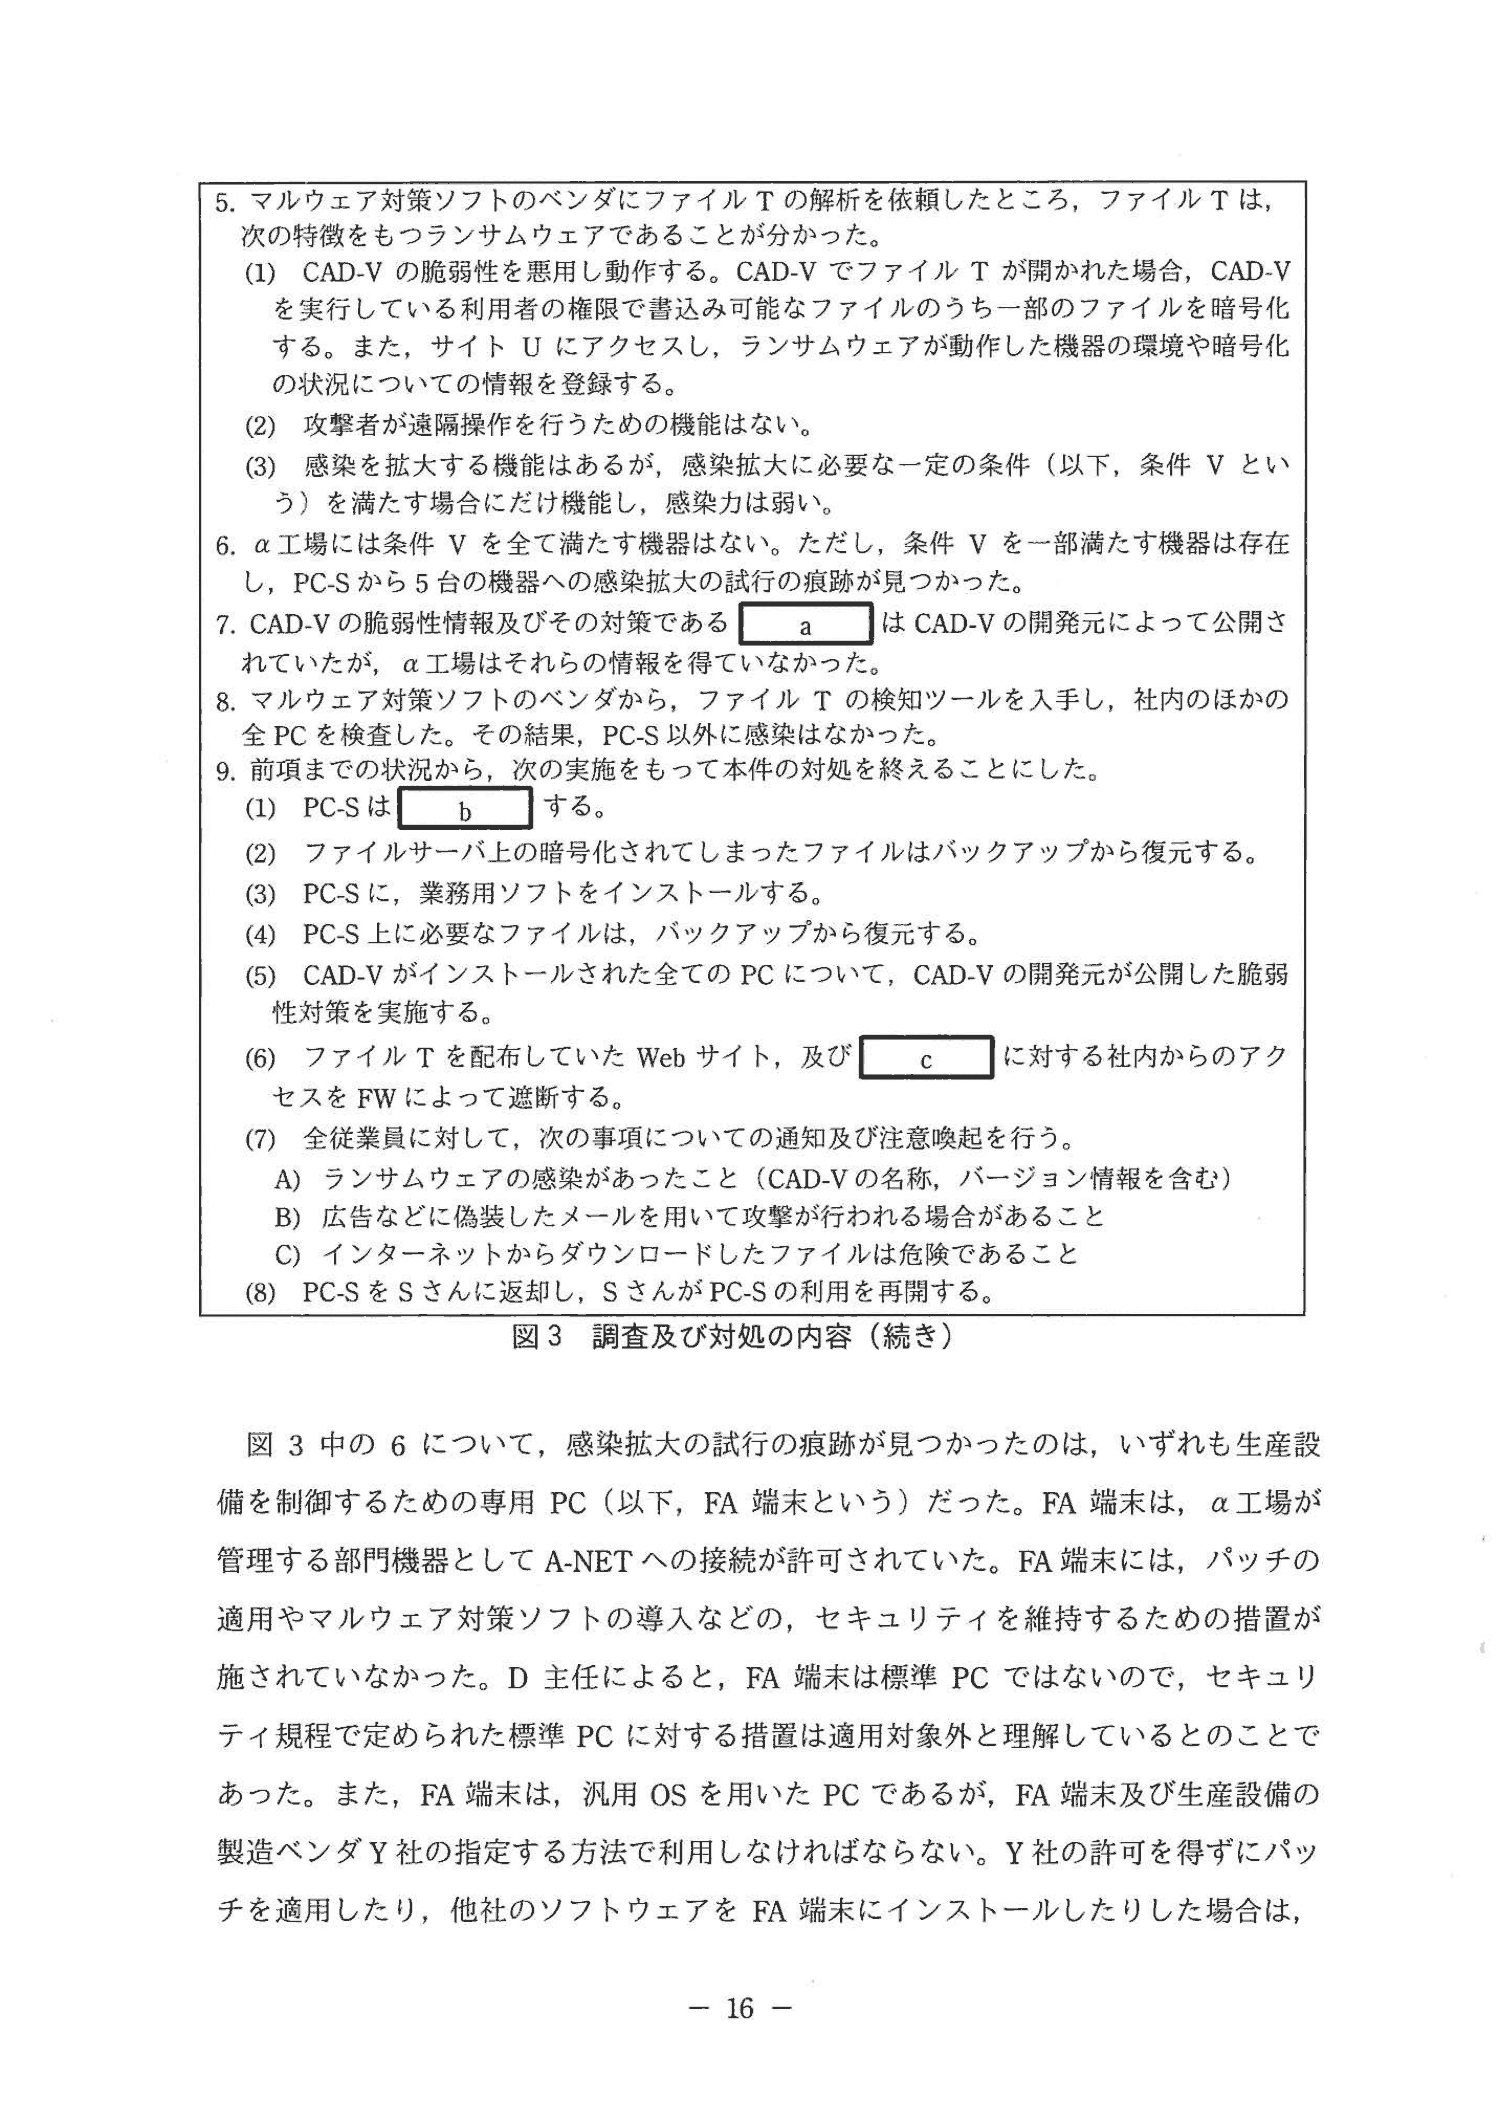 5. マルウェア対策ソフトのベンダにファイル T の解析を依頼したところ，ファイル T は，
次の特徴をもつランサムウェアであることが分かった。
(1) CAD-V の脆弱性を悪用し動作する。CAD-V でファイル T が開かれた場合，CAD-V
を実行している利用者の権限で書込み可能なファイルのうち一部のファイルを暗号化
する。また，サイト U にアクセスし，ランサムウェアが動作した機器の環境や暗号化
の状況についての情報を登録する。
(2) 攻撃者が遠隔操作を行うための機能はない。
(3) 感染を拡大する機能はあるが，感染拡大に必要な一定の条件（以下，条件 V とい
う）を満たす場合にだけ機能し，感染力は弱い。
6. α工場には条件 V を全て満たす機器はない。ただし，条件 V を一部満たす機器は存在
し，PC-S から 5 台の機器への感染拡大の試行の痕跡が見つかった。
7. CAD-V の脆弱性情報及びその対策である a は CAD-V の開発元によって公開さ
れていたが，α工場はそれらの情報を得ていなかった。
8. マルウェア対策ソフトのベンダから，ファイル T の検知ツールを入手し，社内のほかの
全 PC を検査した。その結果，PC-S 以外に感染はなかった。
9. 前項までの状況から，次の実施をもって本件の対処を終えることにした。
(1) PC-S は b する。
(2) ファイルサーバ上の暗号化されてしまったファイルはバックアップから復元する。
(3) PC-S に，業務用ソフトをインストールする。
(4) PC-S 上に必要なファイルは，バックアップから復元する。
(5) CAD-V がインストールされた全ての PC について，CAD-V の開発元が公開した脆弱
性対策を実施する。
(6) ファイル T を配布していた Web サイト，及び c に対する社内からのアク
セスを FW によって遮断する。
(7) 全従業員に対して，次の事項についての通知及び注意喚起を行う。
A) ランサムウェアの感染があったこと（CAD-V の名称，バージョン情報を含む）
B) 広告などに偽装したメールを用いて攻撃が行われる場合があること
C) インターネットからダウンロードしたファイルは危険であること
(8) PC-S を S さんに返却し，S さんが PC-S の利用を再開する。
図 3 調査及び対処の内容（続き）
図 3 中の 6 について，感染拡大の試行の痕跡が見つかったのは，いずれも生産設
備を制御するための専用 PC（以下，FA 端末という）だった。FA 端末は，α工場が
管理する部門機器として A-NET への接続が許可されていた。FA 端末には，パッチの
適用やマルウェア対策ソフトの導入などの，セキュリティを維持するための措置が
施されていなかった。D 主任によると，FA 端末は標準 PC ではないので，セキュリ
ティ規程で定められた標準 PC に対する措置は適用対象外と理解しているとのことで
あった。また，FA 端末は，汎用 OS を用いた PC であるが，FA 端末及び生産設備の
製造ベンダ Y 社の指定する方法で利用しなければならない。Y 社の許可を得ずにパッ
チを適用したり，他社のソフトウェアを FA 端末にインストールしたりした場合は，
－ 16 －